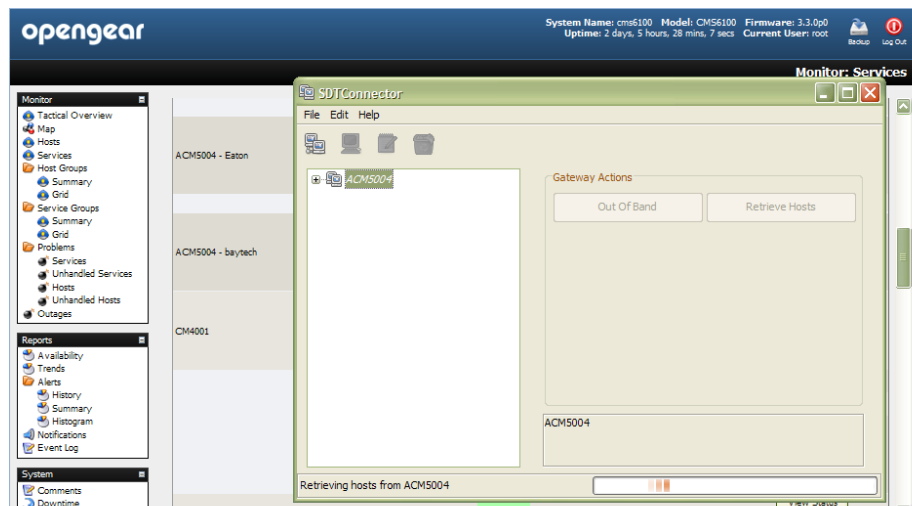 opengear
System Name: cms6100 Model: CMS6100 Firmware: 3.3.0p0
Uptime: 2 days, 5 hours, 28 mins, 7 secs Current User: root
Backup
Log Out
Monitor: Services
Monitor
Tactical Overview
Map
Hosts
Services
Host Groups
Summary
Grid
Service Groups
Summary
Grid
Problems
Services
Unhandled Services
Hosts
Unhandled Hosts
Outages
Reports
Availability
Trends
Alerts
History
Summary
Histogram
Notifications
Event Log
System
Comments
Downtime
ACM5004 - Eaton
ACM5004 - baytech
CM4001
SDTConnector
File Edit Help
ACM5004
Gateway Actions
Out Of Band
Retrieve Hosts
ACM5004
Retrieving hosts from ACM5004
View Status